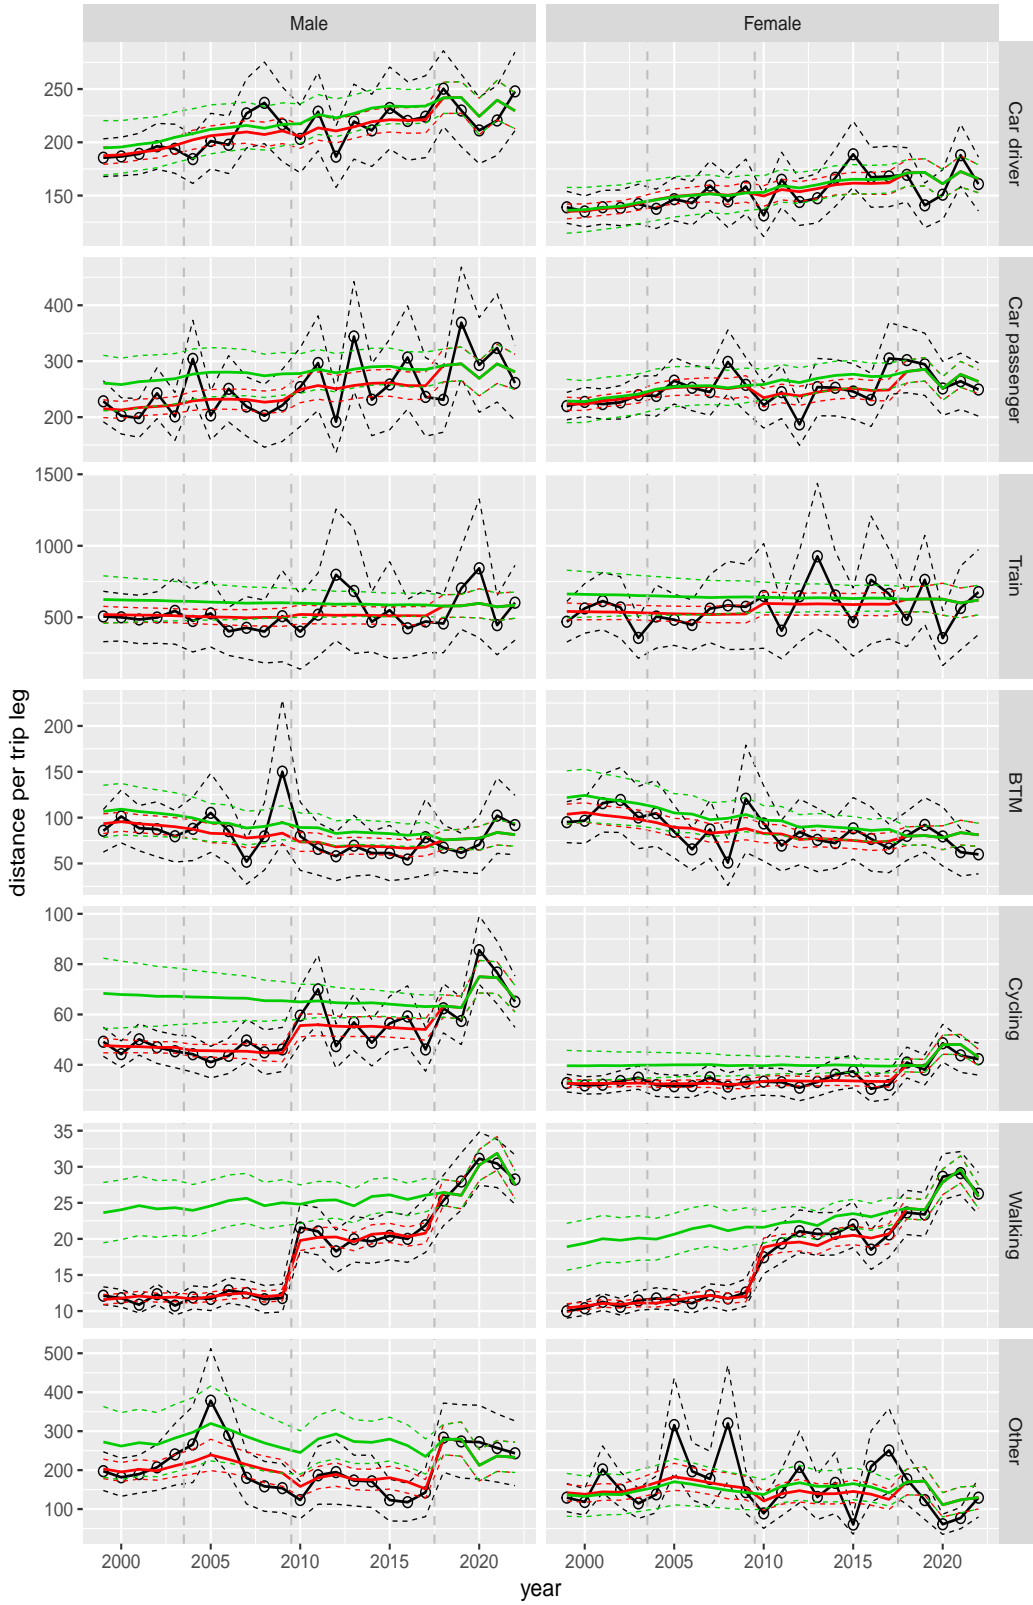 Male Female
250
200
150
Car driver
400
300
200
Car passenger
1500
1000
500
Train
200
150
100
50
BTM
100
80
60
40
Cycling
35
30
25
20
15
10
Walking
500
400
300
200
100
Other
2000 2005 2010 2015 2020 2000 2005 2010 2015 2020
year
distance per trip leg